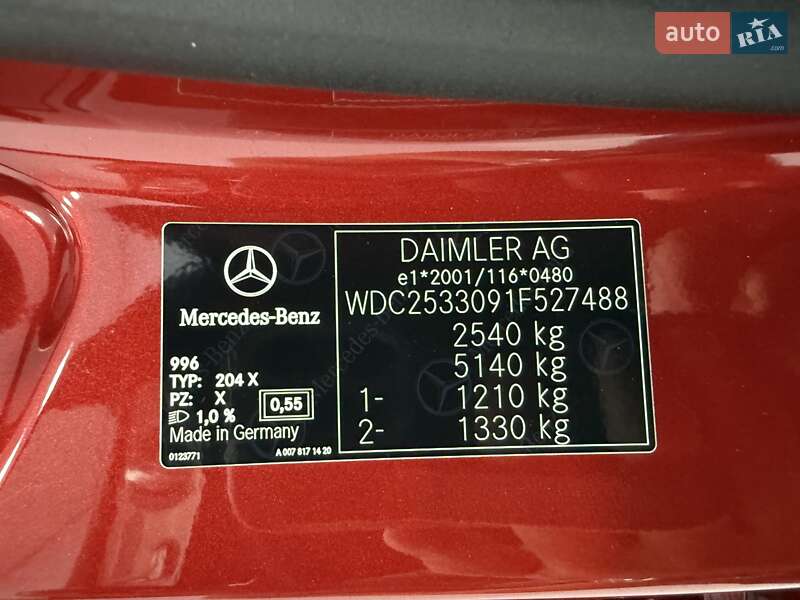 auto RIA.com
Mercedes-Benz
996
TYP: 204 X
PZ: X
1,0 %
0,55
Made in Germany
0123771
A 007 817 14 20
DAIMLER AG
e1*2001/116*0480
WDC2533091F527488
2540 kg
5140 kg
1- 1210 kg
2- 1330 kg